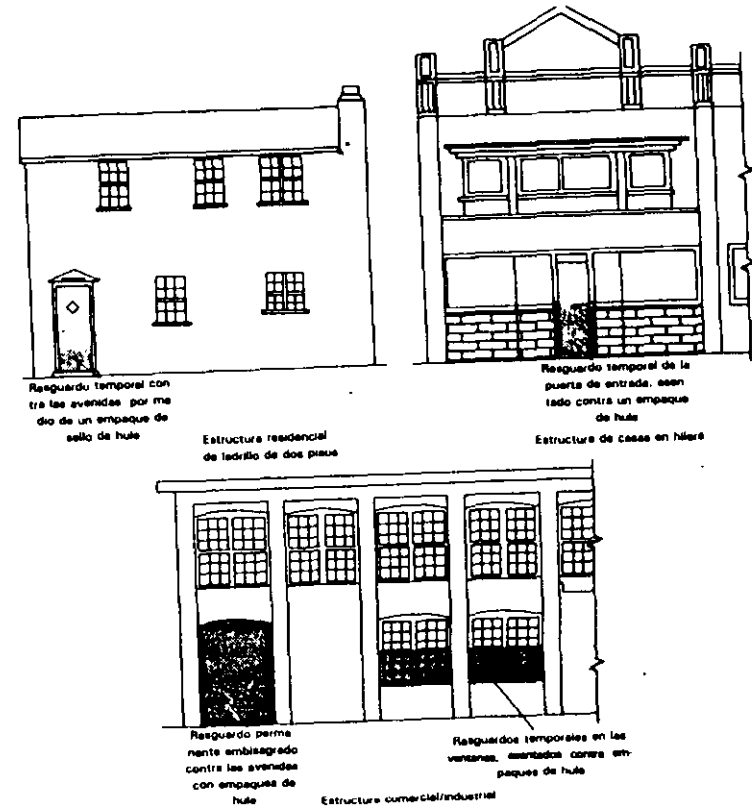 Resguardo temporal con
tra las avenidas por me
dio de un empaque de
sello de hule
Estructura residencial
de ladrillo de dos pisos
Resguardo temporal de la
puerta de entrada, asen
tado contra un empaque
de hule
Estructura de casas en hilera
Resguardo perma
nente embisagrado
contra las avenidas
con empaques de
hule
Resguardos temporales en las
ventanas, asentados contra em-
paques de hule
Estructura comercial/industrial